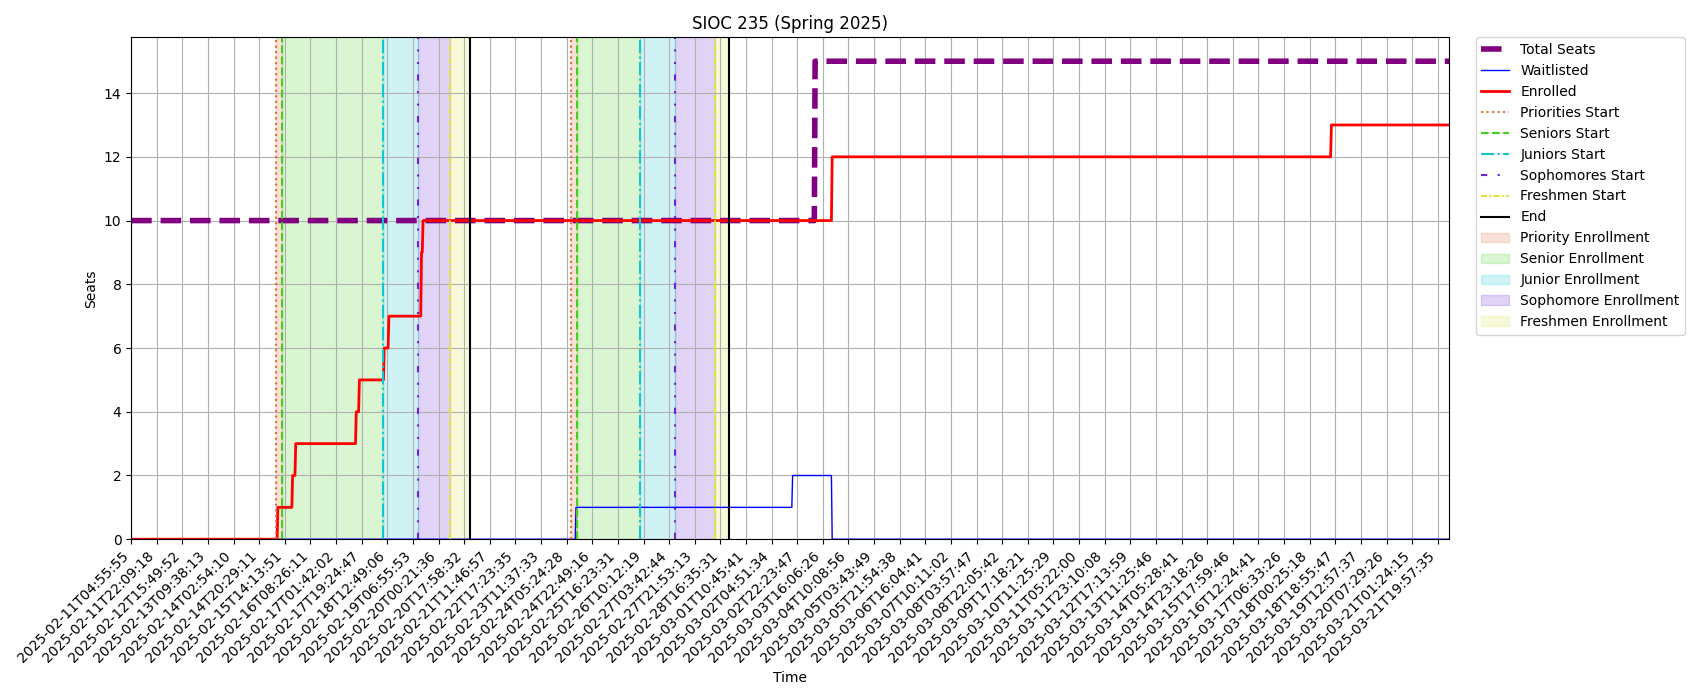 SIOC 235 (Spring 2025)
Total Seats
Waitlisted
Enrolled
Priorities Start
Seniors Start
Juniors Start
Sophomores Start
Freshmen Start
End
Priority Enrollment
Senior Enrollment
Junior Enrollment
Sophomore Enrollment
Freshmen Enrollment
Seats
14
12
10
8
6
4
2
0
2025-02-11T04:55:55
2025-02-11T22:09:18
2025-02-12T15:49:52
2025-02-13T09:38:13
2025-02-14T02:54:10
2025-02-14T20:29:11
2025-02-15T14:13:51
2025-02-16T08:26:11
2025-02-17T01:42:02
2025-02-17T19:24:47
2025-02-18T12:49:06
2025-02-19T06:55:53
2025-02-20T00:21:36
2025-02-20T17:58:32
2025-02-21T11:46:57
2025-02-22T17:23:35
2025-02-23T11:37:33
2025-02-24T05:24:28
2025-02-24T22:49:16
2025-02-25T16:23:31
2025-02-26T10:12:19
2025-02-27T03:42:44
2025-02-27T21:53:13
2025-02-28T16:35:31
2025-03-01T10:45:41
2025-03-02T04:51:34
2025-03-02T22:23:47
2025-03-03T16:06:26
2025-03-04T10:08:56
2025-03-05T03:43:49
2025-03-05T21:54:38
2025-03-06T16:04:41
2025-03-07T10:11:02
2025-03-08T03:57:47
2025-03-08T22:05:42
2025-03-09T17:18:21
2025-03-10T11:25:29
2025-03-11T05:22:00
2025-03-11T23:10:08
2025-03-12T17:13:59
2025-03-13T11:25:46
2025-03-14T05:28:41
2025-03-14T23:18:26
2025-03-15T17:59:46
2025-03-16T12:24:41
2025-03-17T06:33:26
2025-03-18T00:25:18
2025-03-18T18:55:47
2025-03-19T12:57:37
2025-03-20T07:29:26
2025-03-21T01:24:15
2025-03-21T19:57:35
Time